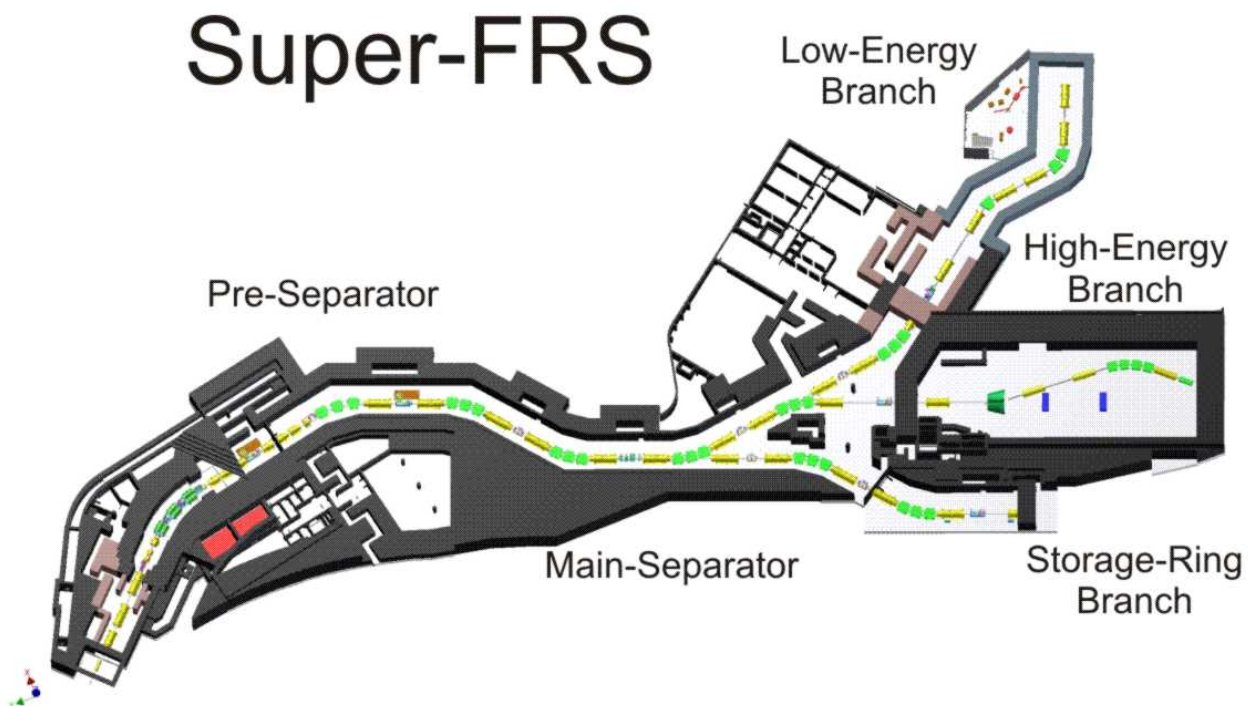 Super-FRS
Low-Energy
Branch
High-Energy
Branch
Pre-Separator
Main-Separator
Storage-Ring
Branch